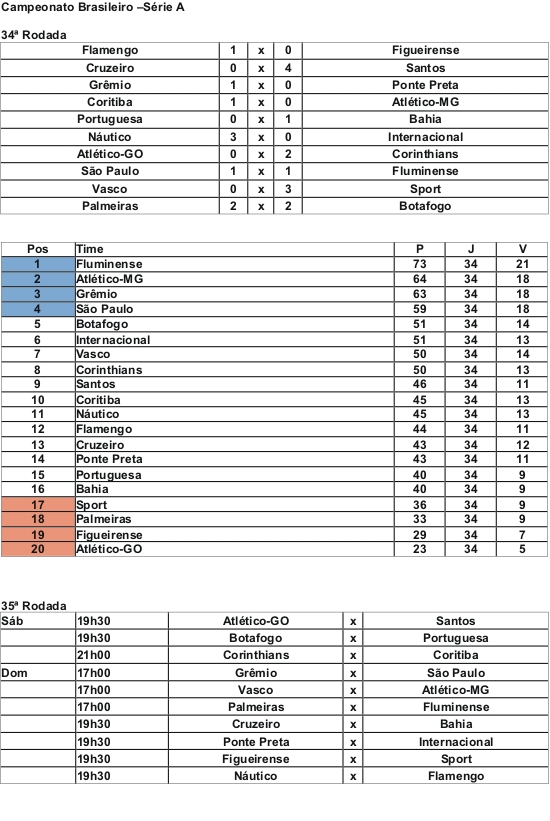 Campeonato Brasileiro –Série A
34ª Rodada
Flamengo 1 x 0 Figueirense
Cruzeiro 0 x 4 Santos
Grêmio 1 x 0 Ponte Preta
Coritiba 1 x 0 Atlético-MG
Portuguesa 0 x 1 Bahia
Náutico 3 x 0 Internacional
Atlético-GO 0 x 2 Corinthians
São Paulo 1 x 1 Fluminense
Vasco 0 x 3 Sport
Palmeiras 2 x 2 Botafogo
Pos Time P J V
1 Fluminense 73 34 21
2 Atlético-MG 64 34 18
3 Grêmio 63 34 18
4 São Paulo 59 34 18
5 Botafogo 51 34 14
6 Internacional 51 34 13
7 Vasco 50 34 14
8 Corinthians 50 34 13
9 Santos 46 34 11
10 Coritiba 45 34 13
11 Náutico 45 34 13
12 Flamengo 44 34 11
13 Cruzeiro 43 34 12
14 Ponte Preta 43 34 11
15 Portuguesa 40 34 9
16 Bahia 40 34 9
17 Sport 36 34 9
18 Palmeiras 33 34 9
19 Figueirense 29 34 7
20 Atlético-GO 23 34 5
35ª Rodada
Sáb 19h30 Atlético-GO x Santos
19h30 Botafogo x Portuguesa
21h00 Corinthians x Coritiba
Dom 17h00 Grêmio x São Paulo
17h00 Vasco x Atlético-MG
17h00 Palmeiras x Fluminense
19h30 Cruzeiro x Bahia
19h30 Ponte Preta x Internacional
19h30 Figueirense x Sport
19h30 Náutico x Flamengo